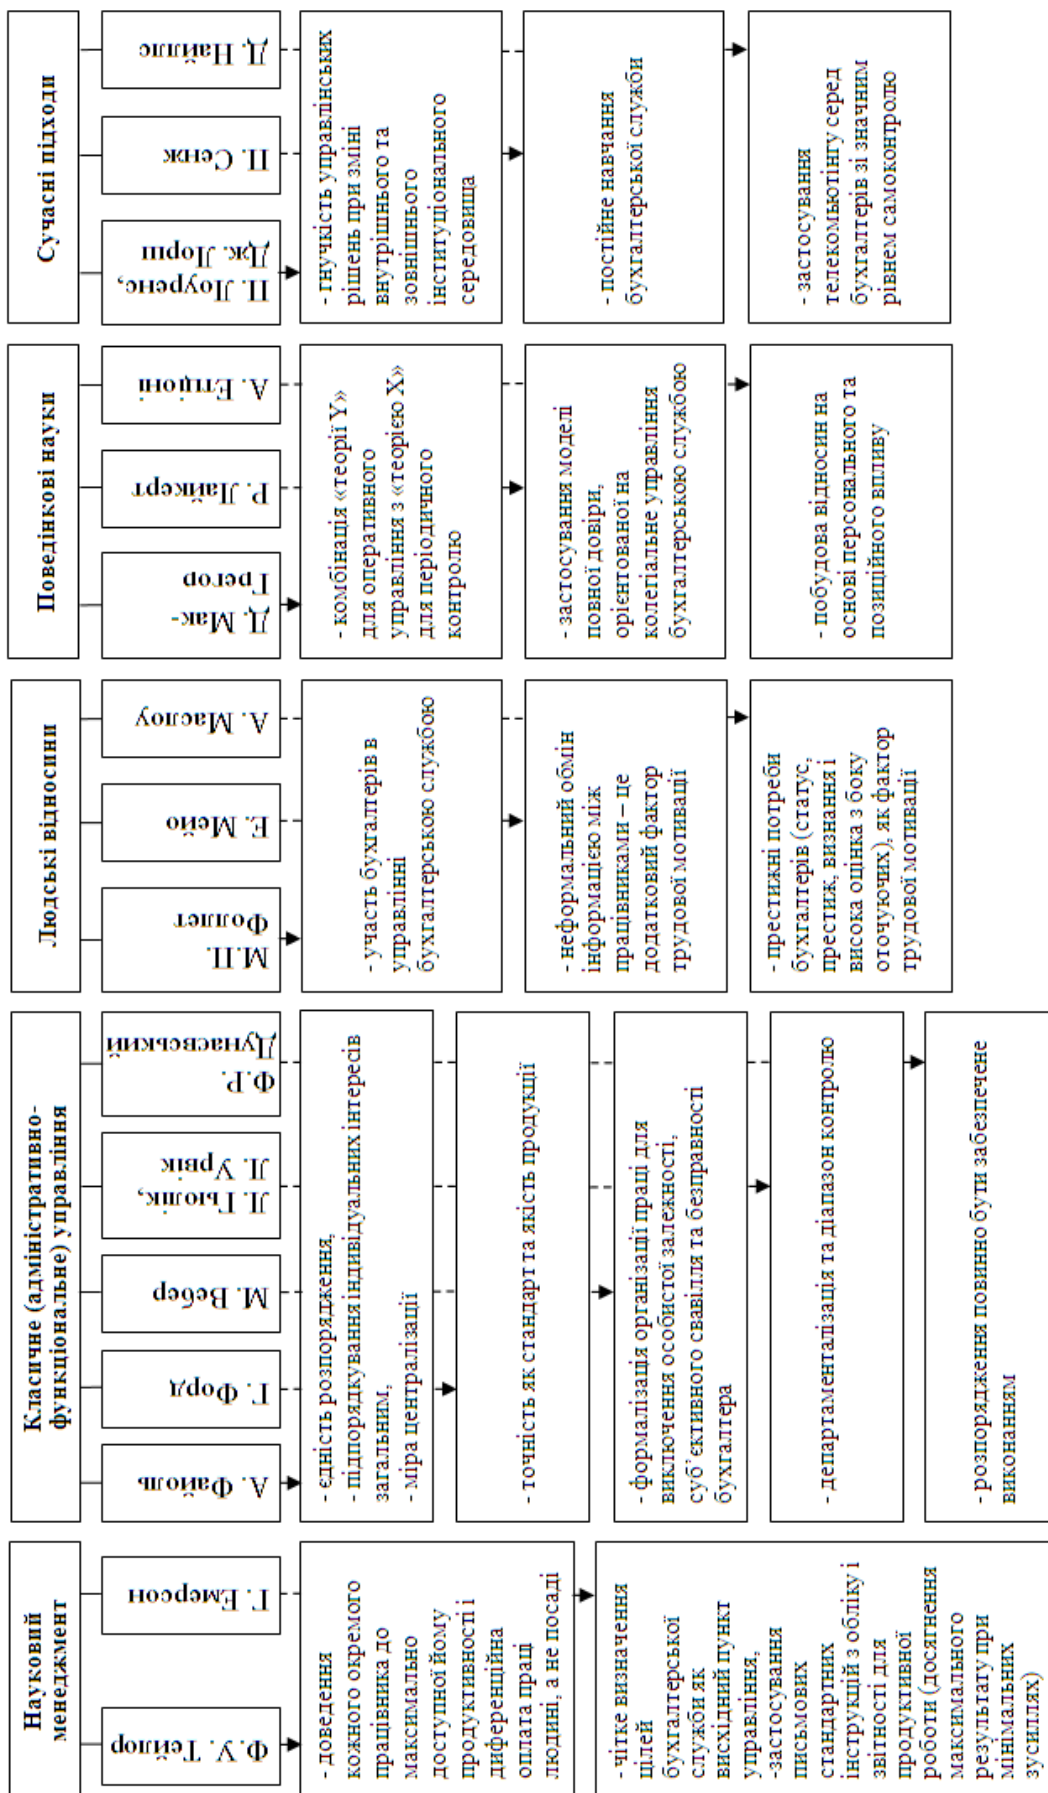 Науковий
менеджмент
Ф.У. Тейлор
Г. Емерсон
- доведення
кожного окремого
працівника до
максимально
доступної йому
продуктивності і
диференційна
оплата праці
людині, а не посаді
- чітке визначення
цілей
бухгалтерської
служби як
висхідний пункт
управління,
-застосування
письмових
стандартних
інструкцій з обліку і
звітності для
продуктивної
роботи (досягнення
максимального
результату при
мінімальних
зусиллях)
Класичне (адміністративно-
функціональне) управління
А. Файоль
Г. Форд
М. Вебер
Л. Гьюлік,
Л. Урвік
Ф.Р.
Дунаєвський
- єдність розпорядження,
- підпорядкування індивідуальних інтересів
загальним,
- міра централізації
- точність як стандарт та якість продукції
- формалізація організації праці для
виключення особистої залежності,
суб´єктивного свавілля та безправності
бухгалтера
- департаменталізація та діапазон контролю
- розпорядження повинно бути забезпечене
виконанням
Людські відносини
М.П.
Фоллет
Е. Мейо
А. Маслоу
- участь бухгалтерів в
управлінні
бухгалтерською службою
- неформальний обмін
інформацією між
працівниками – це
додатковий фактор
трудової мотивації
- престижні потреби
бухгалтерів (статус,
престиж, визнання і
висока оцінка з боку
оточуючих), як фактор
трудової мотивації
Поведінкові науки
Д. Мак-
Грегор
Р. Лайкерт
А. Етціоні
- комбінація «теорії Y»
для оперативного
управління з «теорією X»
для періодичного
контролю
- застосування моделі
повної довіри,
орієнтованої на
колегіальне управління
бухгалтерською службою
- побудова відносин на
основі персонального та
позиційного впливу
Сучасні підходи
П. Лоуренс,
Дж. Лорш
П. Сенж
Д. Найллс
- гнучкість управлінських
рішень при зміні
внутрішнього та
зовнішнього
інституціонального
середовища
- постійне навчання
бухгалтерської служби
- застосування
телекомьютінгу серед
бухгалтерів зі значним
рівнем самоконтролю